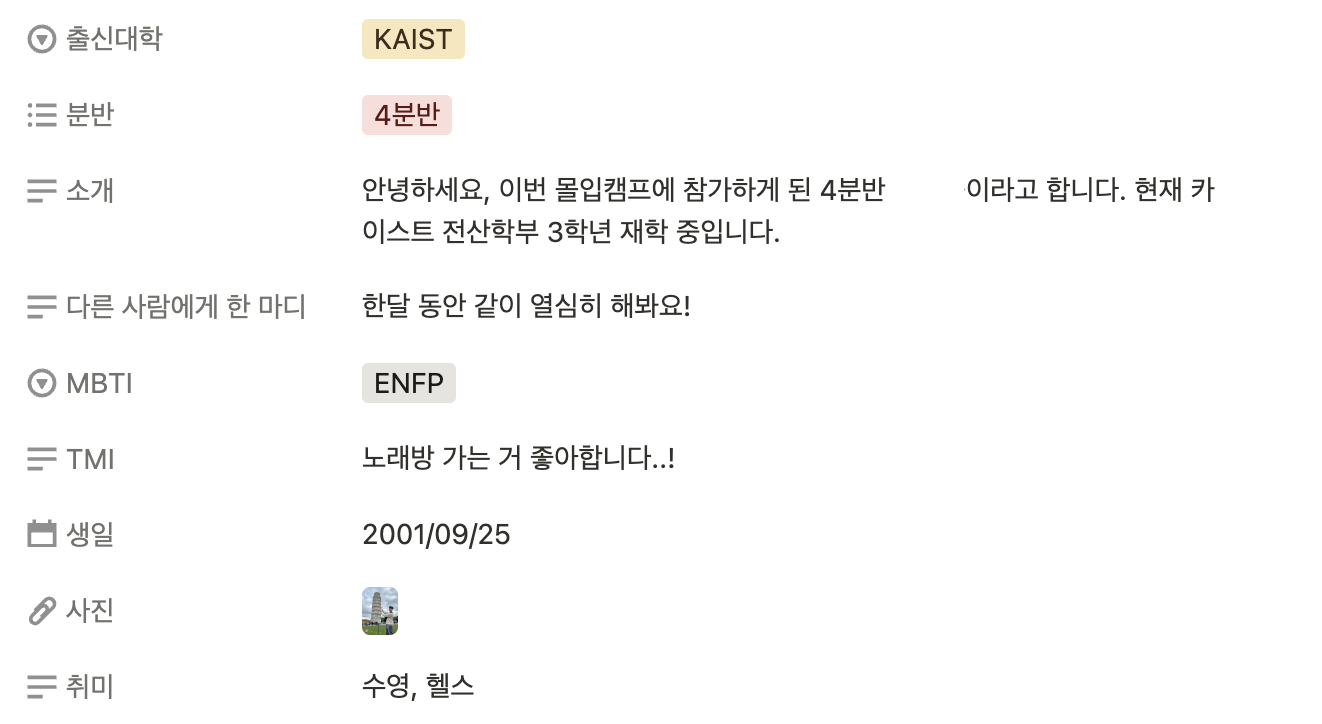 출신대학 KAIST
분반 4분반
소개 안녕하세요, 이번 몰입캠프에 참가하게 된 4분반 이라고 합니다. 현재 카
이스트 전산학부 3학년 재학 중입니다.
다른 사람에게 한 마디 한달 동안 같이 열심히 해봐요!
MBTI ENFP
TMI 노래방 가는 거 좋아합니다..!
생일 2001/09/25
사진
취미 수영, 헬스